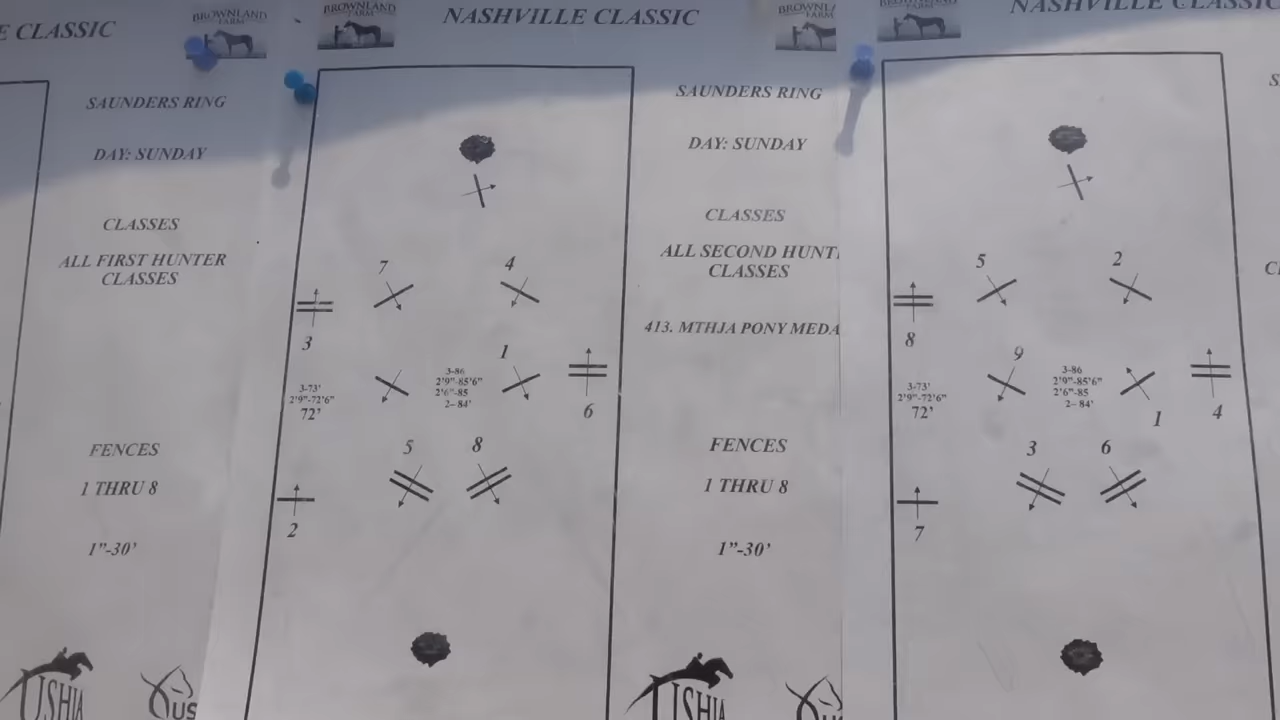 E CLASSIC
BROWNLAND
FARM
SAUNDERS RING
DAY: SUNDAY
CLASSES
ALL FIRST HUNTER
CLASSES
FENCES
1 THRU 8
1”-30’
USHJA
US
BROWNLAND
FARM
NASHVILLE CLASSIC
7
4
3
1
3-86
2’9”-85’6”
2’6”-85
2–84’
3-73’
2’9”-72’6”
72’
6
5
8
2
BROWNLA
FARM
SAUNDERS RING
DAY: SUNDAY
CLASSES
ALL SECOND HUNT
CLASSES
413. MTHJA PONY MEDA
FENCES
1 THRU 8
1”-30’
USHJA
US
BROWNLAND
FARM
NASHVILLE CLASSIC
5
2
8
9
3-86
2’9”-85’6”
2’6”-85
2–84’
3-73’
2’9”-72’6”
72’
1
4
3
6
7
S
CL